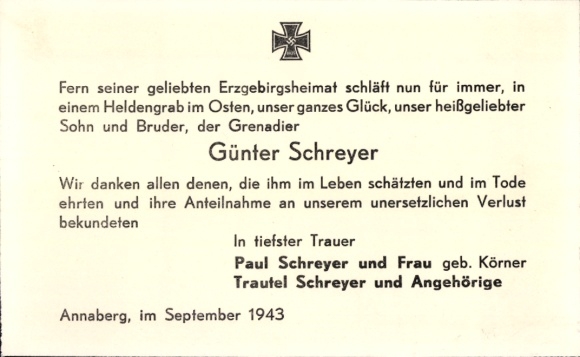 Fern seiner geliebten Erzgebirgsheimat schläft nun für immer, in
einem Heldengrab im Osten, unser ganzes Glück, unser heißgeliebter
Sohn und Bruder, der Grenadier
Günter Schreyer
Wir danken allen denen, die ihm im Leben schätzten und im Tode
ehrten und ihre Anteilnahme an unserem unersetzlichen Verlust
bekundeten
In tiefster Trauer
Paul Schreyer und Frau geb. Körner
Trautel Schreyer und Angehörige
Annaberg, im September 1943